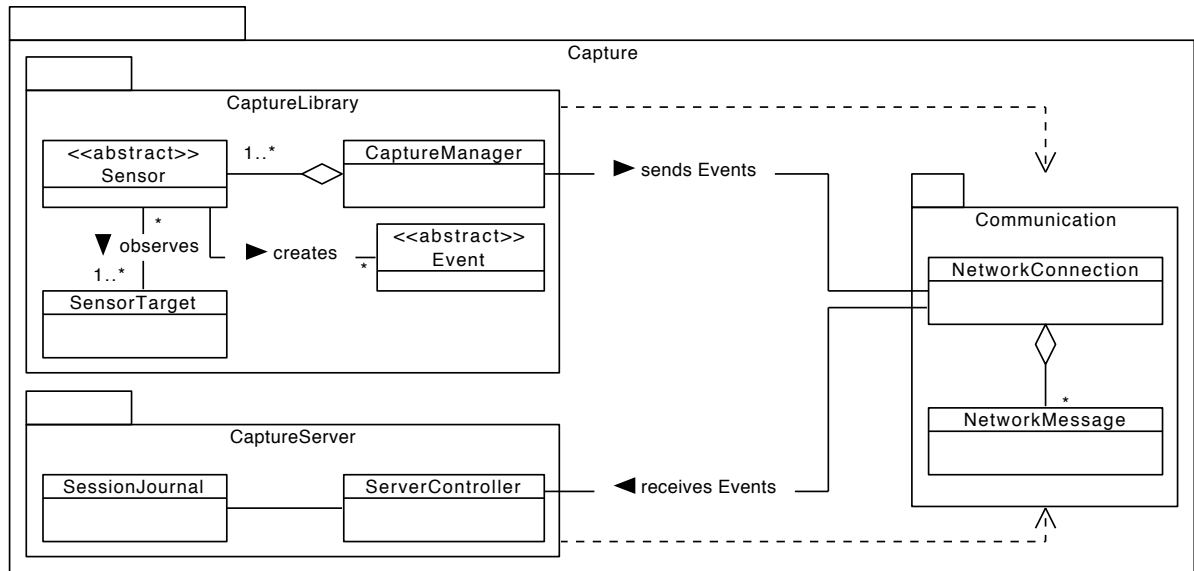 Capture
CaptureLibrary
<<abstract>>
Sensor
1..*
CaptureManager
sends Events
*
observes
creates
*
<<abstract>>
Event
1..*
SensorTarget
Communication
NetworkConnection
*
NetworkMessage
CaptureServer
SessionJournal
ServerController
receives Events